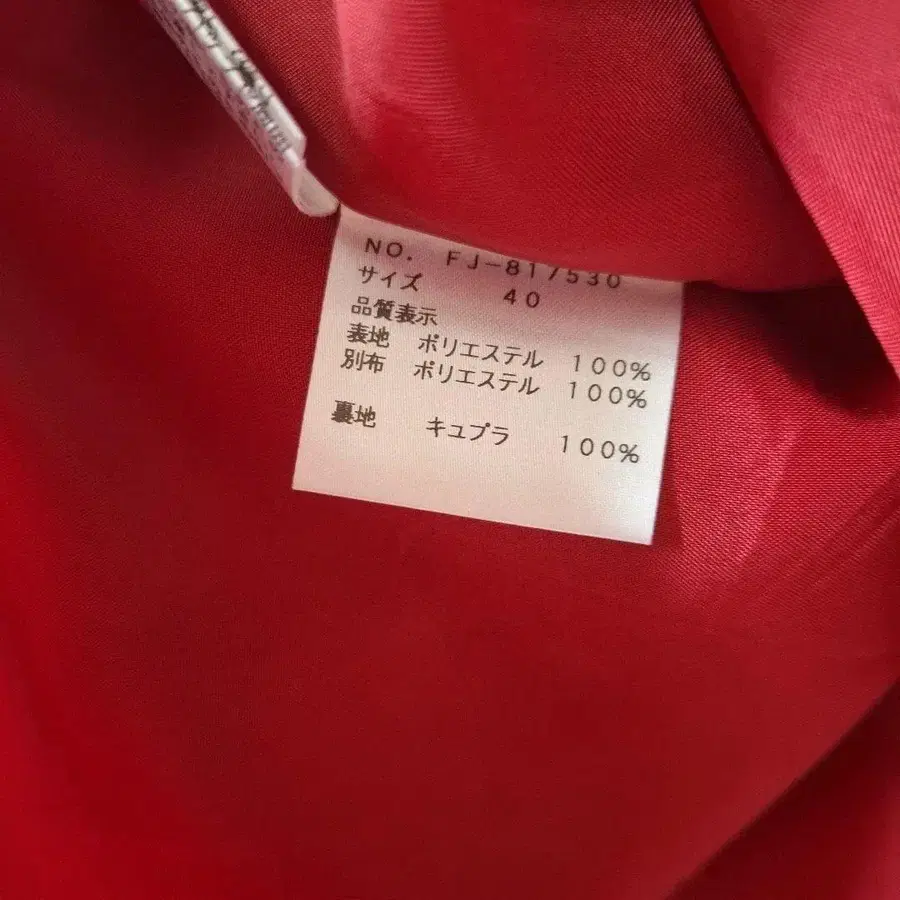 NO. FJ-817530
サイズ 40
品質表示
表地 ポリエステル 100%
別布 ポリエステル 100%
裏地 キュプラ 100%